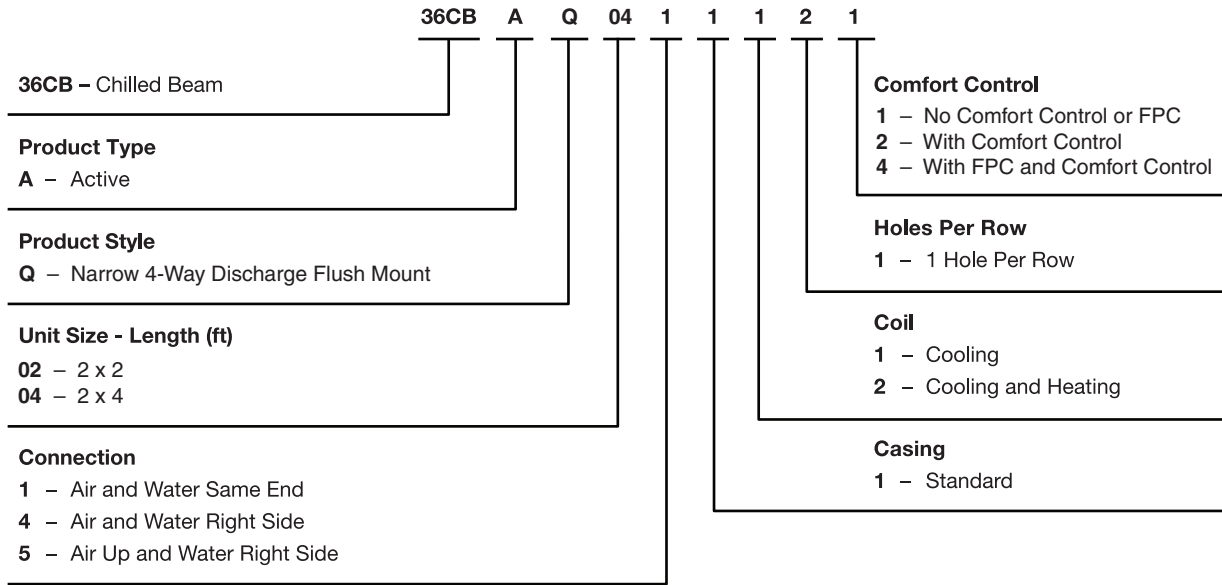 36CB A Q 04 1 1 1 2 1
36CB – Chilled Beam
Product Type
A – Active
Product Style
Q – Narrow 4-Way Discharge Flush Mount
Unit Size - Length (ft)
02 – 2 x 2
04 – 2 x 4
Connection
1 – Air and Water Same End
4 – Air and Water Right Side
5 – Air Up and Water Right Side
Comfort Control
1 – No Comfort Control or FPC
2 – With Comfort Control
4 – With FPC and Comfort Control
Holes Per Row
1 – 1 Hole Per Row
Coil
1 – Cooling
2 – Cooling and Heating
Casing
1 – Standard